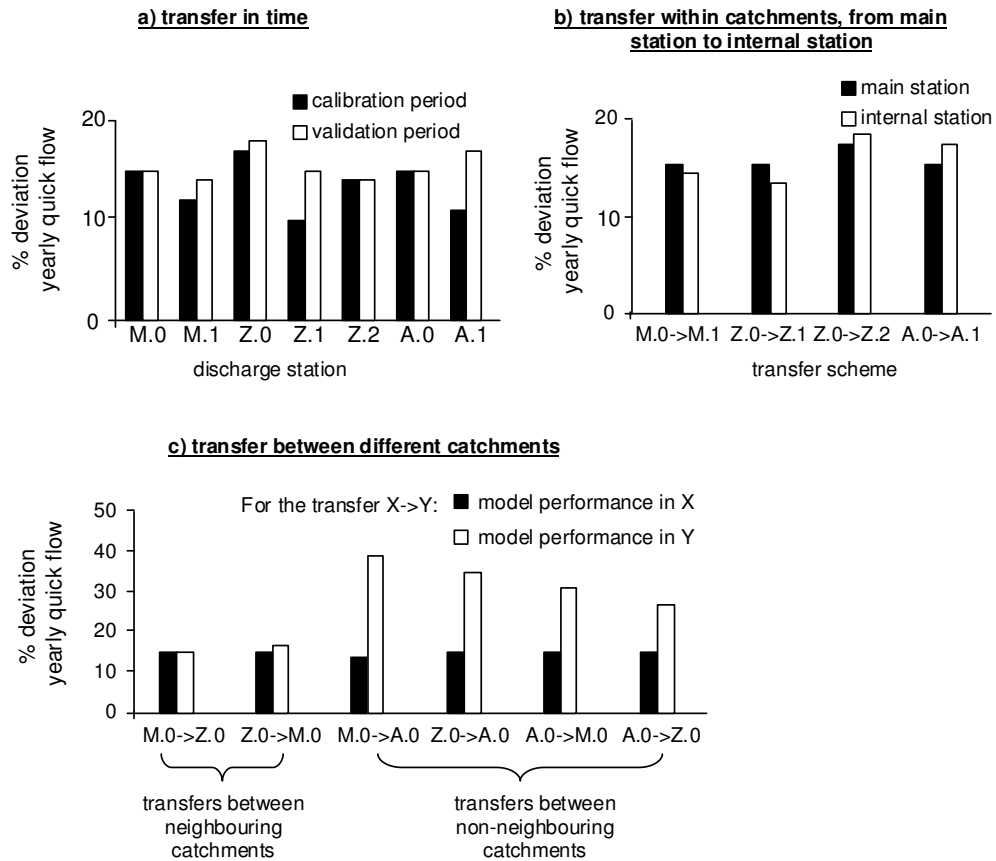 a) transfer in time
calibration period
validation period
% deviation
yearly quick flow
20
10
0
M.0 M.1 Z.0 Z.1 Z.2 A.0 A.1
discharge station
b) transfer within catchments, from main
station to internal station
main station
internal station
% deviation
yearly quick flow
20
10
0
M.0->M.1 Z.0->Z.1 Z.0->Z.2 A.0->A.1
transfer scheme
c) transfer between different catchments
For the transfer X->Y: model performance in X
model performance in Y
% deviation
yearly quick flow
50
40
30
20
10
0
M.0->Z.0 Z.0->M.0 M.0->A.0 Z.0->A.0 A.0->M.0 A.0->Z.0
transfers between
neighbouring
catchments
transfers between
non-neighbouring
catchments